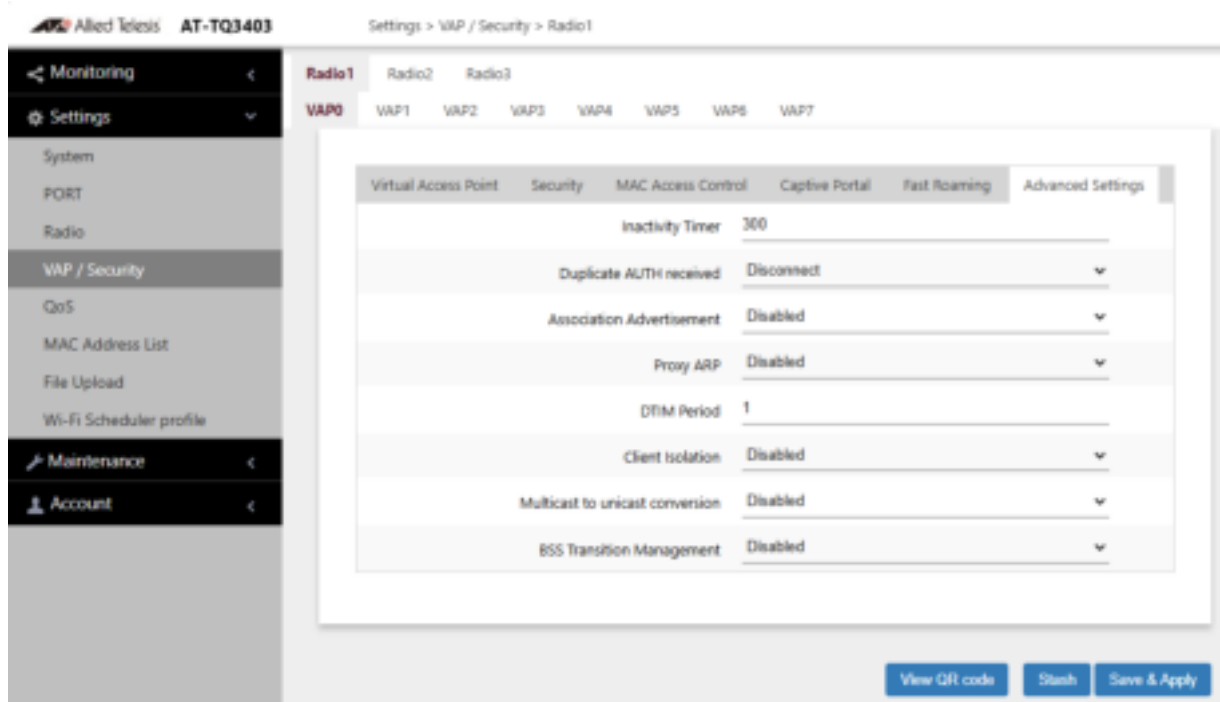 Allied Telesis AT-TQ3403
Settings > VAP / Security > Radio1
Monitoring
Settings
System
PORT
Radio
VAP / Security
QoS
MAC Address List
File Upload
Wi-Fi Scheduler profile
Maintenance
Account
Radio1 Radio2 Radio3
VAP0 VAP1 VAP2 VAP3 VAP4 VAP5 VAP6 VAP7
Virtual Access Point Security MAC Access Control Captive Portal Fast Roaming Advanced Settings
Inactivity Timer 300
Duplicate AUTH received Disconnect
Association Advertisement Disabled
Proxy ARP Disabled
DTIM Period 1
Client Isolation Disabled
Multicast to unicast conversion Disabled
BSS Transition Management Disabled
View QR code Stash Save & Apply